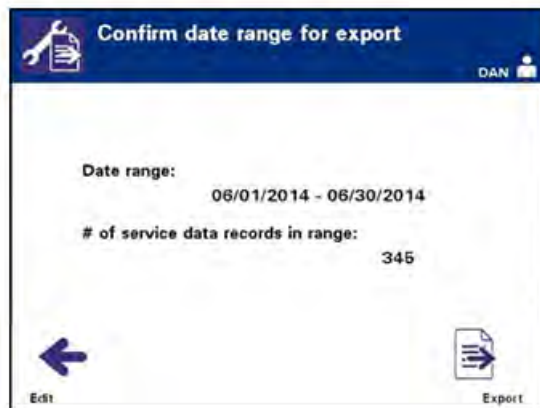 Confirm date range for export
DAN
Date range:
06/01/2014 - 06/30/2014
# of service data records in range:
345
Edit
Export